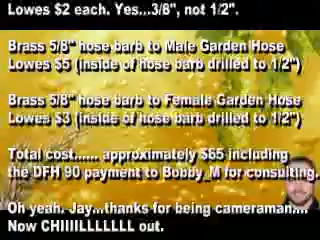 Lowes $2 each. Yes...3/8", not 1/2".
Brass 5/8" hose barb to Male Garden Hose
Lowes $5 (inside of hose barb drilled to 1/2")
Brass 5/8" hose barb to Female Garden Hose
Lowes $3 (inside of hose barb drilled to 1/2")
Total cost...... approximately $65 including
the DFH 90 payment to Bobby_M for consulting.
Oh yeah. Jay...thanks for being cameraman....
Now CHIIIILLLLLLL out.